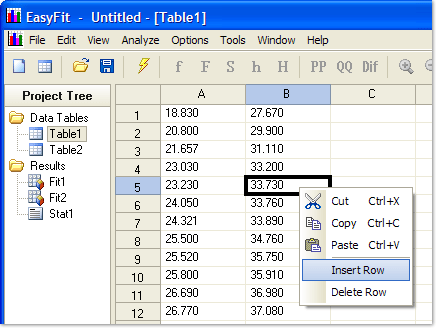 EasyFit - Untitled - [Table1]
File Edit View Analyze Options Tools Window Help
f F S h H PP QQ Dif
Project Tree
Data Tables
Table1
Table2
Results
Fit1
Fit2
Stat1
A B C
1 18.830 27.670
2 20.800 29.900
3 21.657 31.110
4 23.030 33.200
5 23.230 33.730
6 24.050 33.760
7 24.321 33.890
8 25.500 34.760
9 25.520 35.750
10 25.800 35.910
11 26.690 36.980
12 26.770 37.080
Cut Ctrl+X
Copy Ctrl+C
Paste Ctrl+V
Insert Row
Delete Row